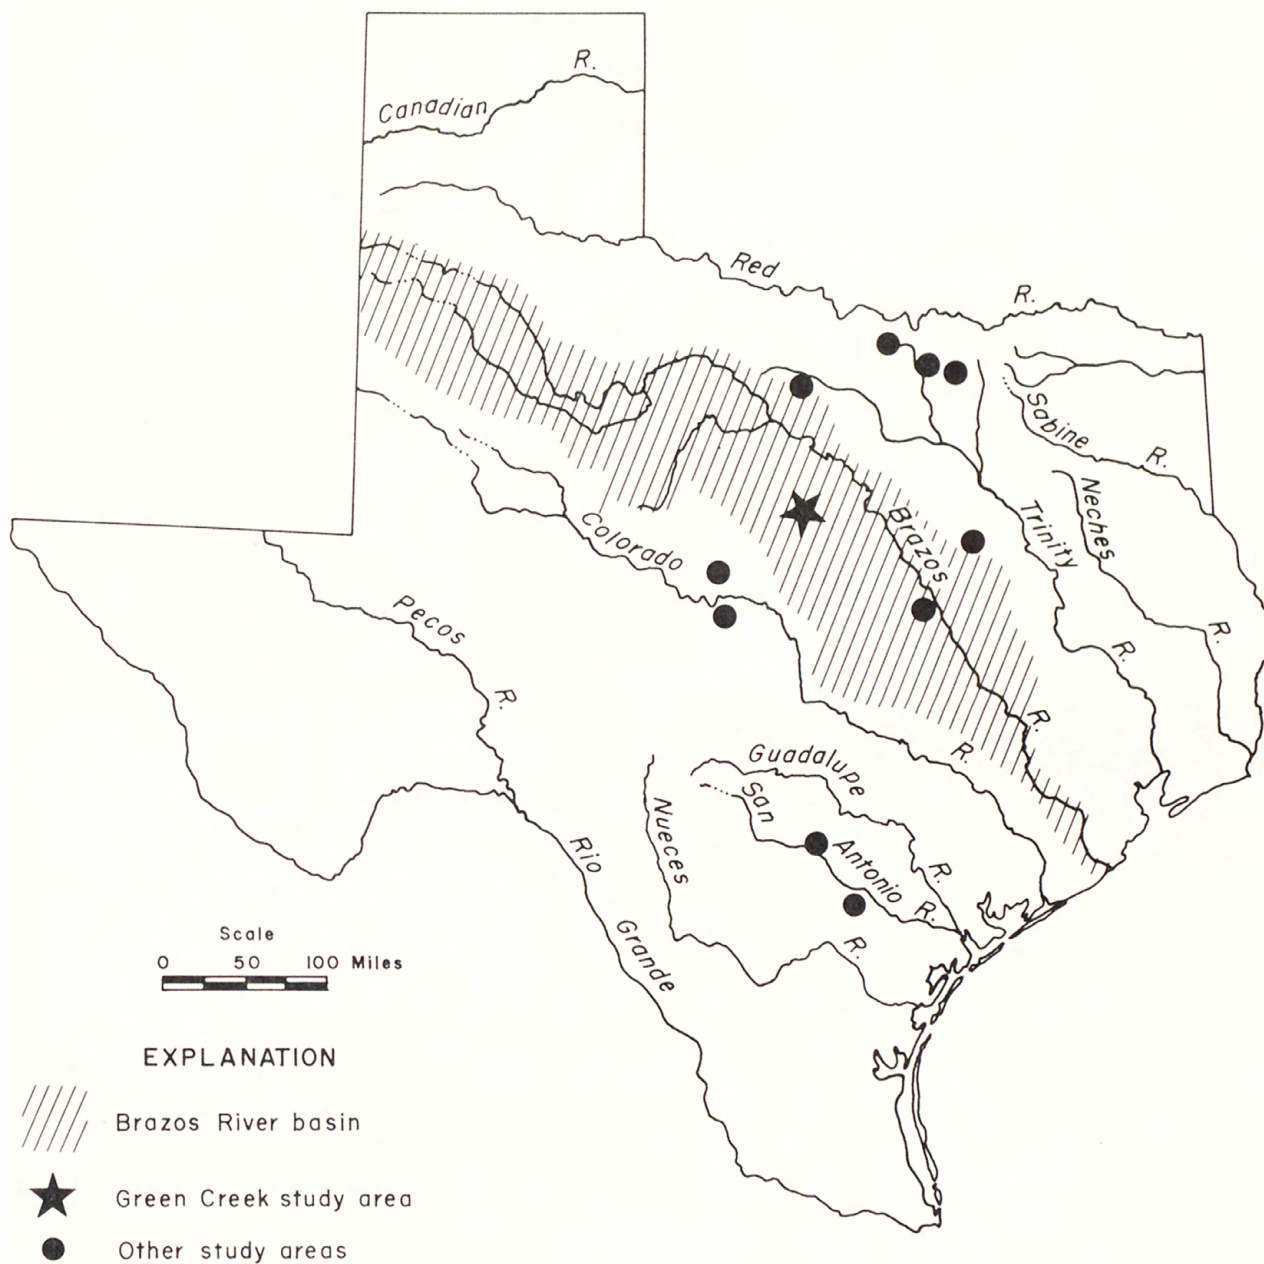 Canadian R.
Red R.
Sabine R.
Neches R.
Trinity R.
Brazos R.
Colorado R.
Pecos R.
Guadalupe R.
San Antonio R.
Nueces R.
Rio Grande
Scale
0 50 100 Miles
EXPLANATION
Brazos River basin
Green Creek study area
Other study areas